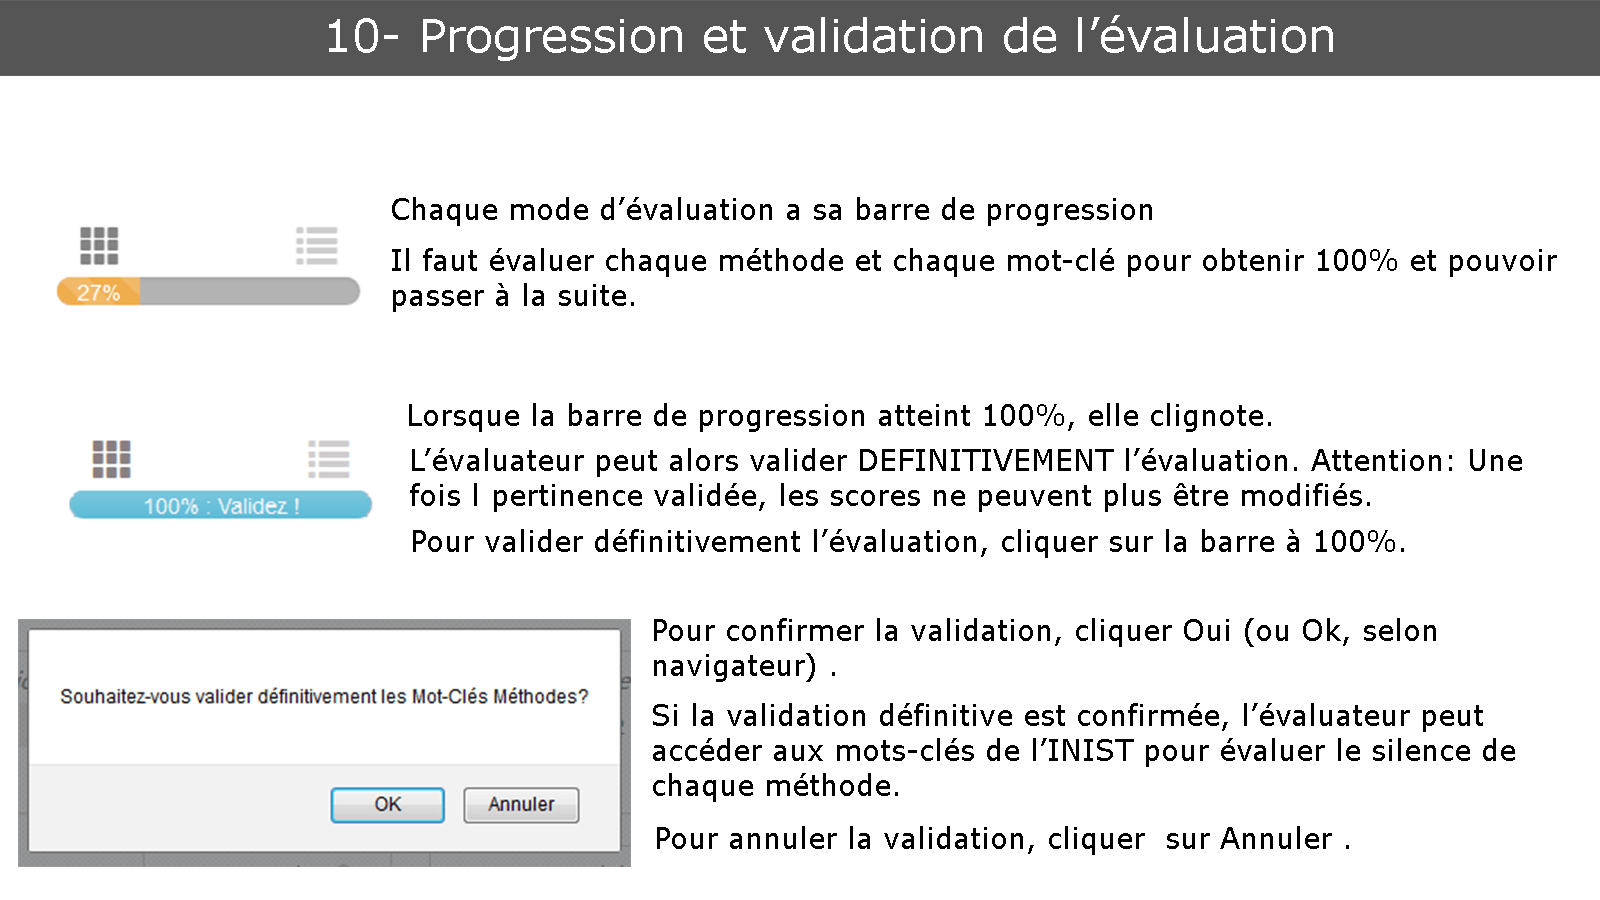 10- Progression et validation de l’évaluation
Chaque mode d’évaluation a sa barre de progression
Il faut évaluer chaque méthode et chaque mot-clé pour obtenir 100% et pouvoir
passer à la suite.
27%
Lorsque la barre de progression atteint 100%, elle clignote.
L’évaluateur peut alors valider DEFINITIVEMENT l’évaluation. Attention: Une
fois l pertinence validée, les scores ne peuvent plus être modifiés.
100% : Validez !
Pour valider définitivement l’évaluation, cliquer sur la barre à 100%.
Souhaitez-vous valider définitivement les Mot-Clés Méthodes?
OK
Annuler
Pour confirmer la validation, cliquer Oui (ou Ok, selon
navigateur) .
Si la validation définitive est confirmée, l’évaluateur peut
accéder aux mots-clés de l’INIST pour évaluer le silence de
chaque méthode.
Pour annuler la validation, cliquer  sur Annuler .